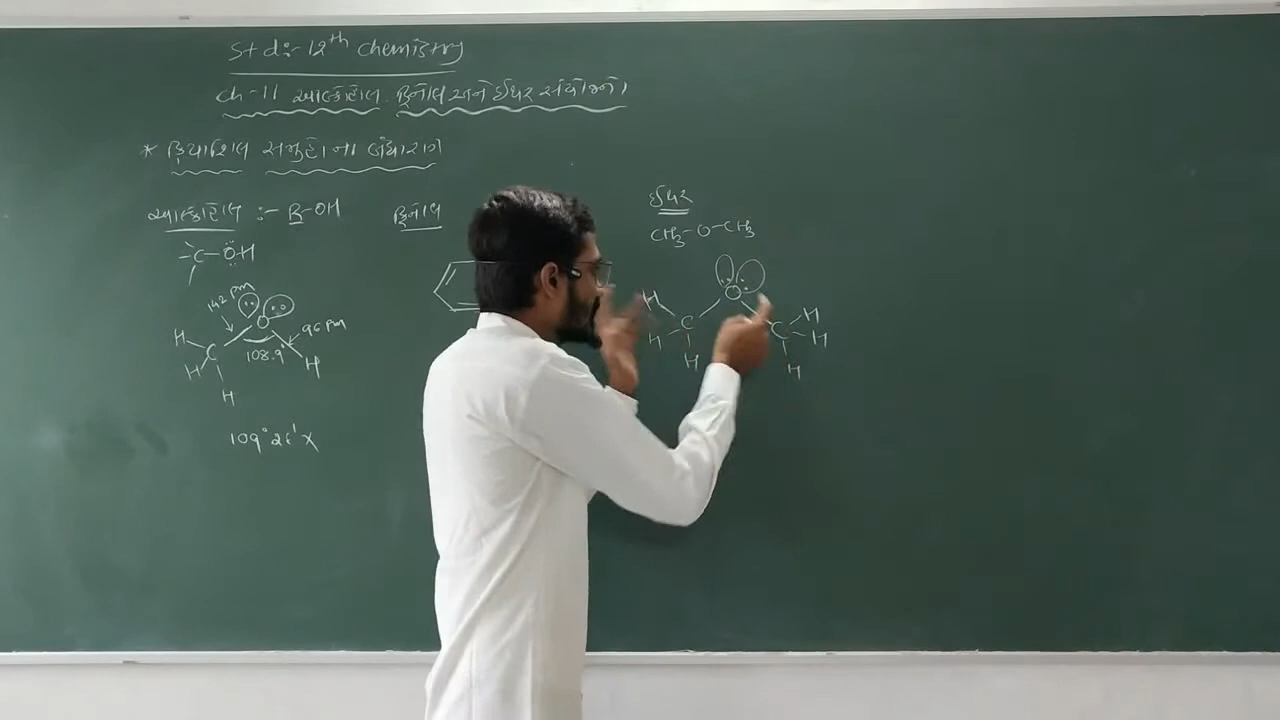 Std:- 12th Chemistry
ch-11 આલ્કોહોલ, ફિનોલ અને ઈથર સંયોજનો
* ક્રિયાશિલ સમુહોના બંધારણ
આલ્કોહોલ :- R-OH
ફિનોલ
ઈથર
CH3-O-CH3
-C-OH
142 pm
O
96 pm
H
C
108.9°
H
H
H
109°28' X
O
H
C
H
H
C
H
H
H